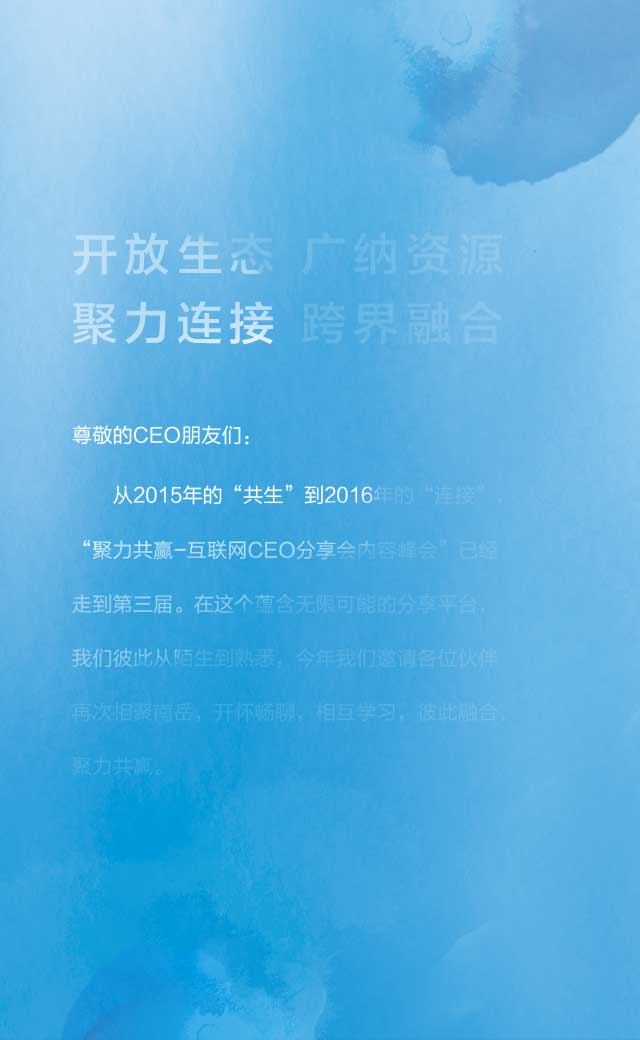 开放生态 广纳资源
聚力连接 跨界融合
尊敬的CEO朋友们：
从2015年的“共生”到2016年的“连接”，
“聚力共赢-互联网CEO分享会内容峰会”已经
走到第三届。在这个蕴含无限可能的分享平台，
我们彼此从陌生到熟悉，今年我们邀请各位伙伴
再次相聚南岳，开怀畅聊，相互学习，彼此融合，
聚力共赢。